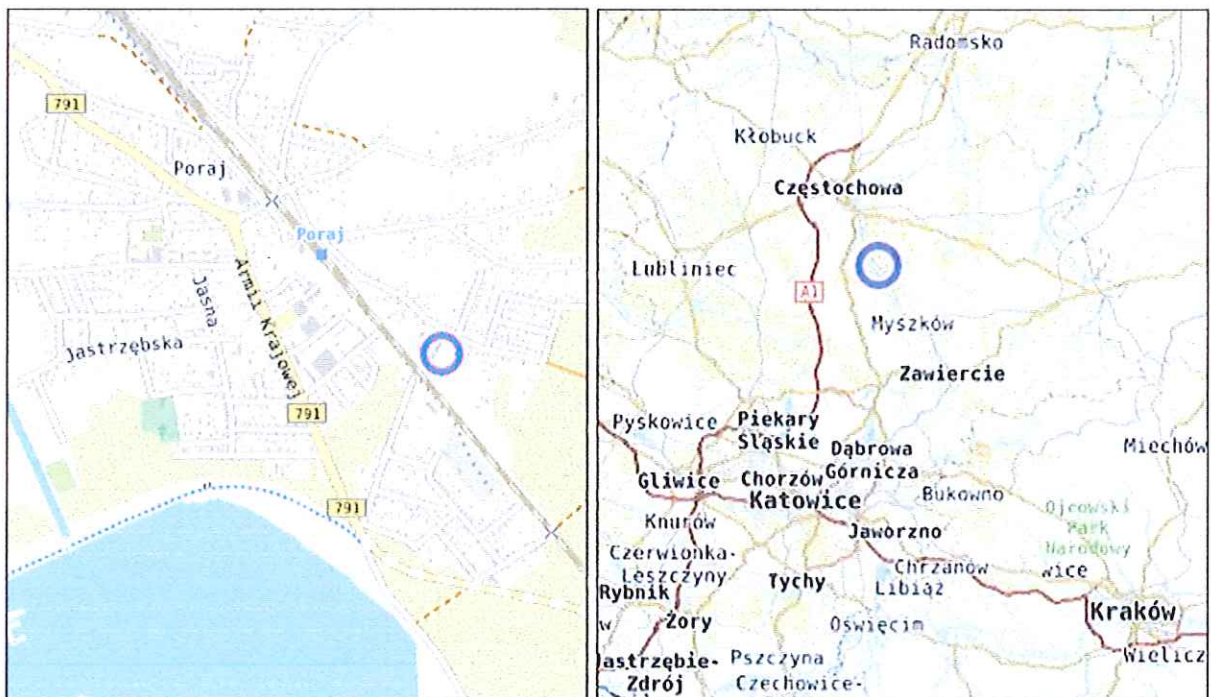 791
Poraj
Poraj
Jasna
Armii Krajowej
Jastrzębska
791
791
Radomsko
Kłobuck
Częstochowa
Lubliniec
A1
Myszków
Zawiercie
Pyskowice
Piekary
Śląskie
Dąbrowa
Górnicza
Gliwice
Chorzów
Katowice
Bukowno
Miechów
Knurów
Jaworzno
Ojcowski
Park
Narodowy
Czerwionka-
Leszczyny
Chrzanów
wice
Rybnik
Tychy
Libiąż
w
Żory
Oświęcim
Kraków
Wielicz
Jastrzębie-
Zdrój
Pszczyna
Czechowice-